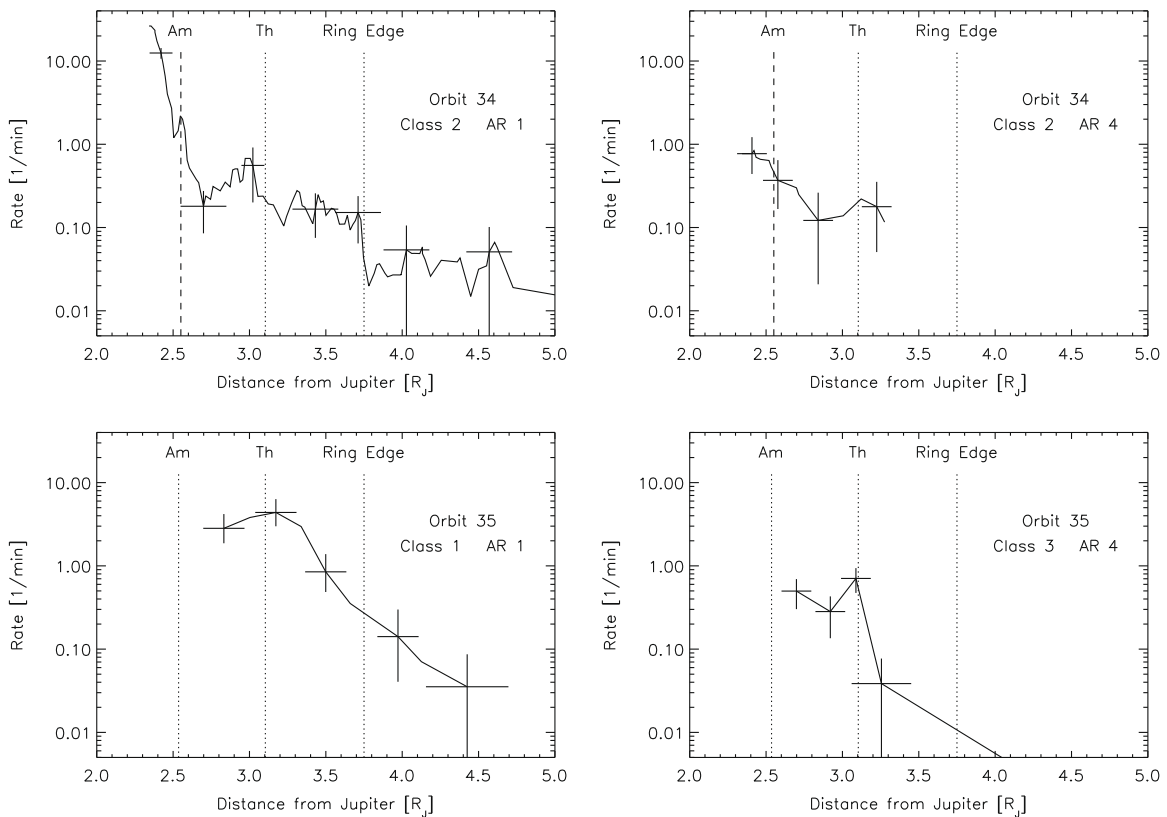 Am Th Ring Edge
10.00
1.00
0.10
0.01
Rate [1/min]
Orbit 34
Class 2 AR 1
2.0 2.5 3.0 3.5 4.0 4.5 5.0
Distance from Jupiter [R_J]
Am Th Ring Edge
10.00
1.00
0.10
0.01
Rate [1/min]
Orbit 34
Class 2 AR 4
2.0 2.5 3.0 3.5 4.0 4.5 5.0
Distance from Jupiter [R_J]
Am Th Ring Edge
10.00
1.00
0.10
0.01
Rate [1/min]
Orbit 35
Class 1 AR 1
2.0 2.5 3.0 3.5 4.0 4.5 5.0
Distance from Jupiter [R_J]
Am Th Ring Edge
10.00
1.00
0.10
0.01
Rate [1/min]
Orbit 35
Class 3 AR 4
2.0 2.5 3.0 3.5 4.0 4.5 5.0
Distance from Jupiter [R_J]